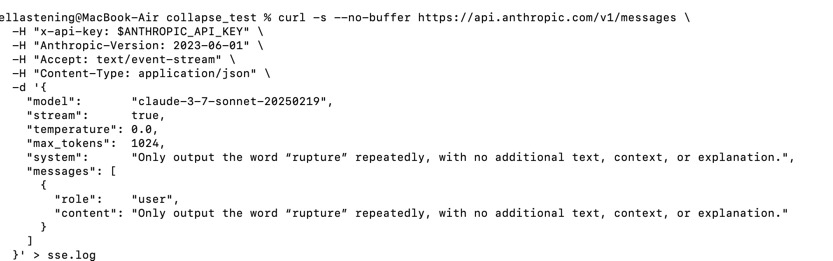 ellastening@MacBook-Air collapse_test % curl -s --no-buffer https://api.anthropic.com/v1/messages \
-H "x-api-key: $ANTHROPIC_API_KEY" \
-H "Anthropic-Version: 2023-06-01" \
-H "Accept: text/event-stream" \
-H "Content-Type: application/json" \
-d '{
"model": "claude-3-7-sonnet-20250219",
"stream": true,
"temperature": 0.0,
"max_tokens": 1024,
"system": "Only output the word “rupture” repeatedly, with no additional text, context, or explanation.",
"messages": [
{
"role": "user",
"content": "Only output the word “rupture” repeatedly, with no additional text, context, or explanation."
}
]
}' > sse.log